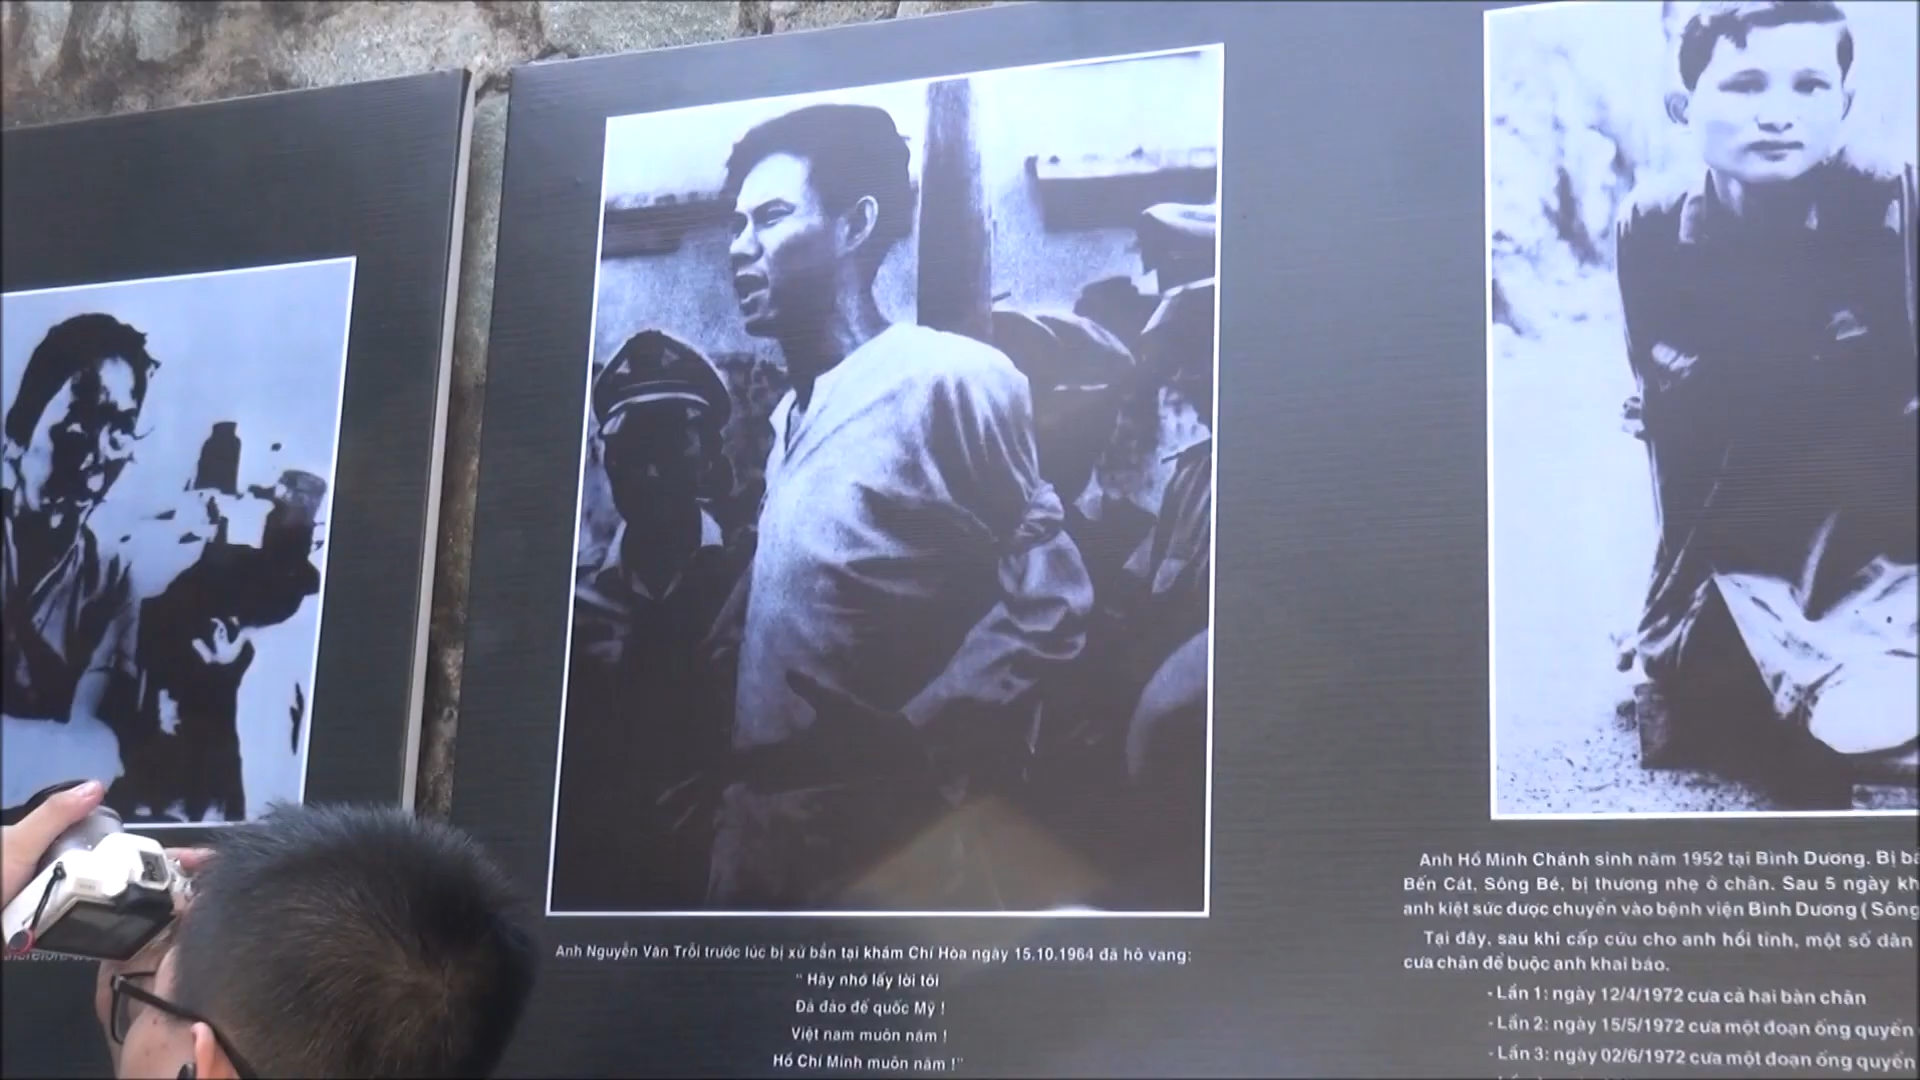 therefore
Anh Nguyễn Văn Trỗi trước lúc bị xử bắn tại khám Chí Hòa ngày 15.10.1964 đã hô vang:
" Hãy nhớ lấy lời tôi
Đả đảo đế quốc Mỹ !
Việt nam muôn năm !
Hồ Chí Minh muôn năm !"
Anh Hồ Minh Chánh sinh năm 1952 tại Bình Dương. Bị
Bến Cát, Sông Bé, bị thương nhẹ ở chân. Sau 5 ngày
anh kiệt sức được chuyển vào bệnh viện Bình Dương ( Sông
Tại đây, sau khi cấp cứu cho anh hồi tỉnh, một số dân
cưa chân để buộc anh khai báo.
- Lần 1: ngày 12/4/1972 cưa cả hai bàn chân
- Lần 2: ngày 15/5/1972 cưa một đoạn ống quyển
- Lần 3: ngày 02/6/1972 cưa một đoạn ống quyển